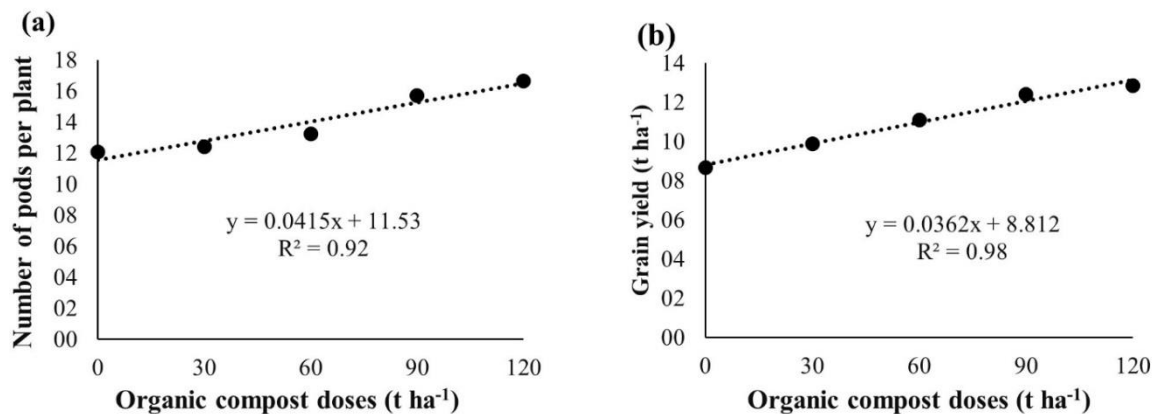 (a)
Number of pods per plant
18
16
14
12
10
08
06
04
02
00
y = 0.0415x + 11.53
R² = 0.92
0 30 60 90 120
Organic compost doses (t ha⁻¹)
(b)
Grain yield (t ha⁻¹)
14
12
10
08
06
04
02
00
y = 0.0362x + 8.812
R² = 0.98
0 30 60 90 120
Organic compost doses (t ha⁻¹)